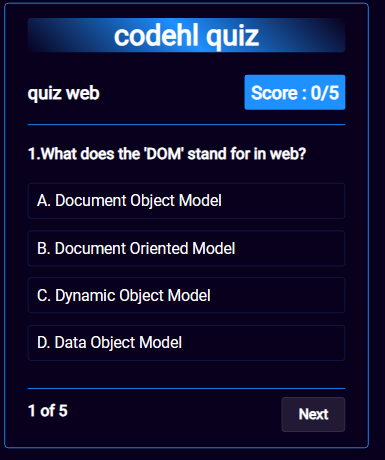 codehl quiz
quiz web
Score : 0/5
1.What does the 'DOM' stand for in web?
A. Document Object Model
B. Document Oriented Model
C. Dynamic Object Model
D. Data Object Model
1 of 5
Next